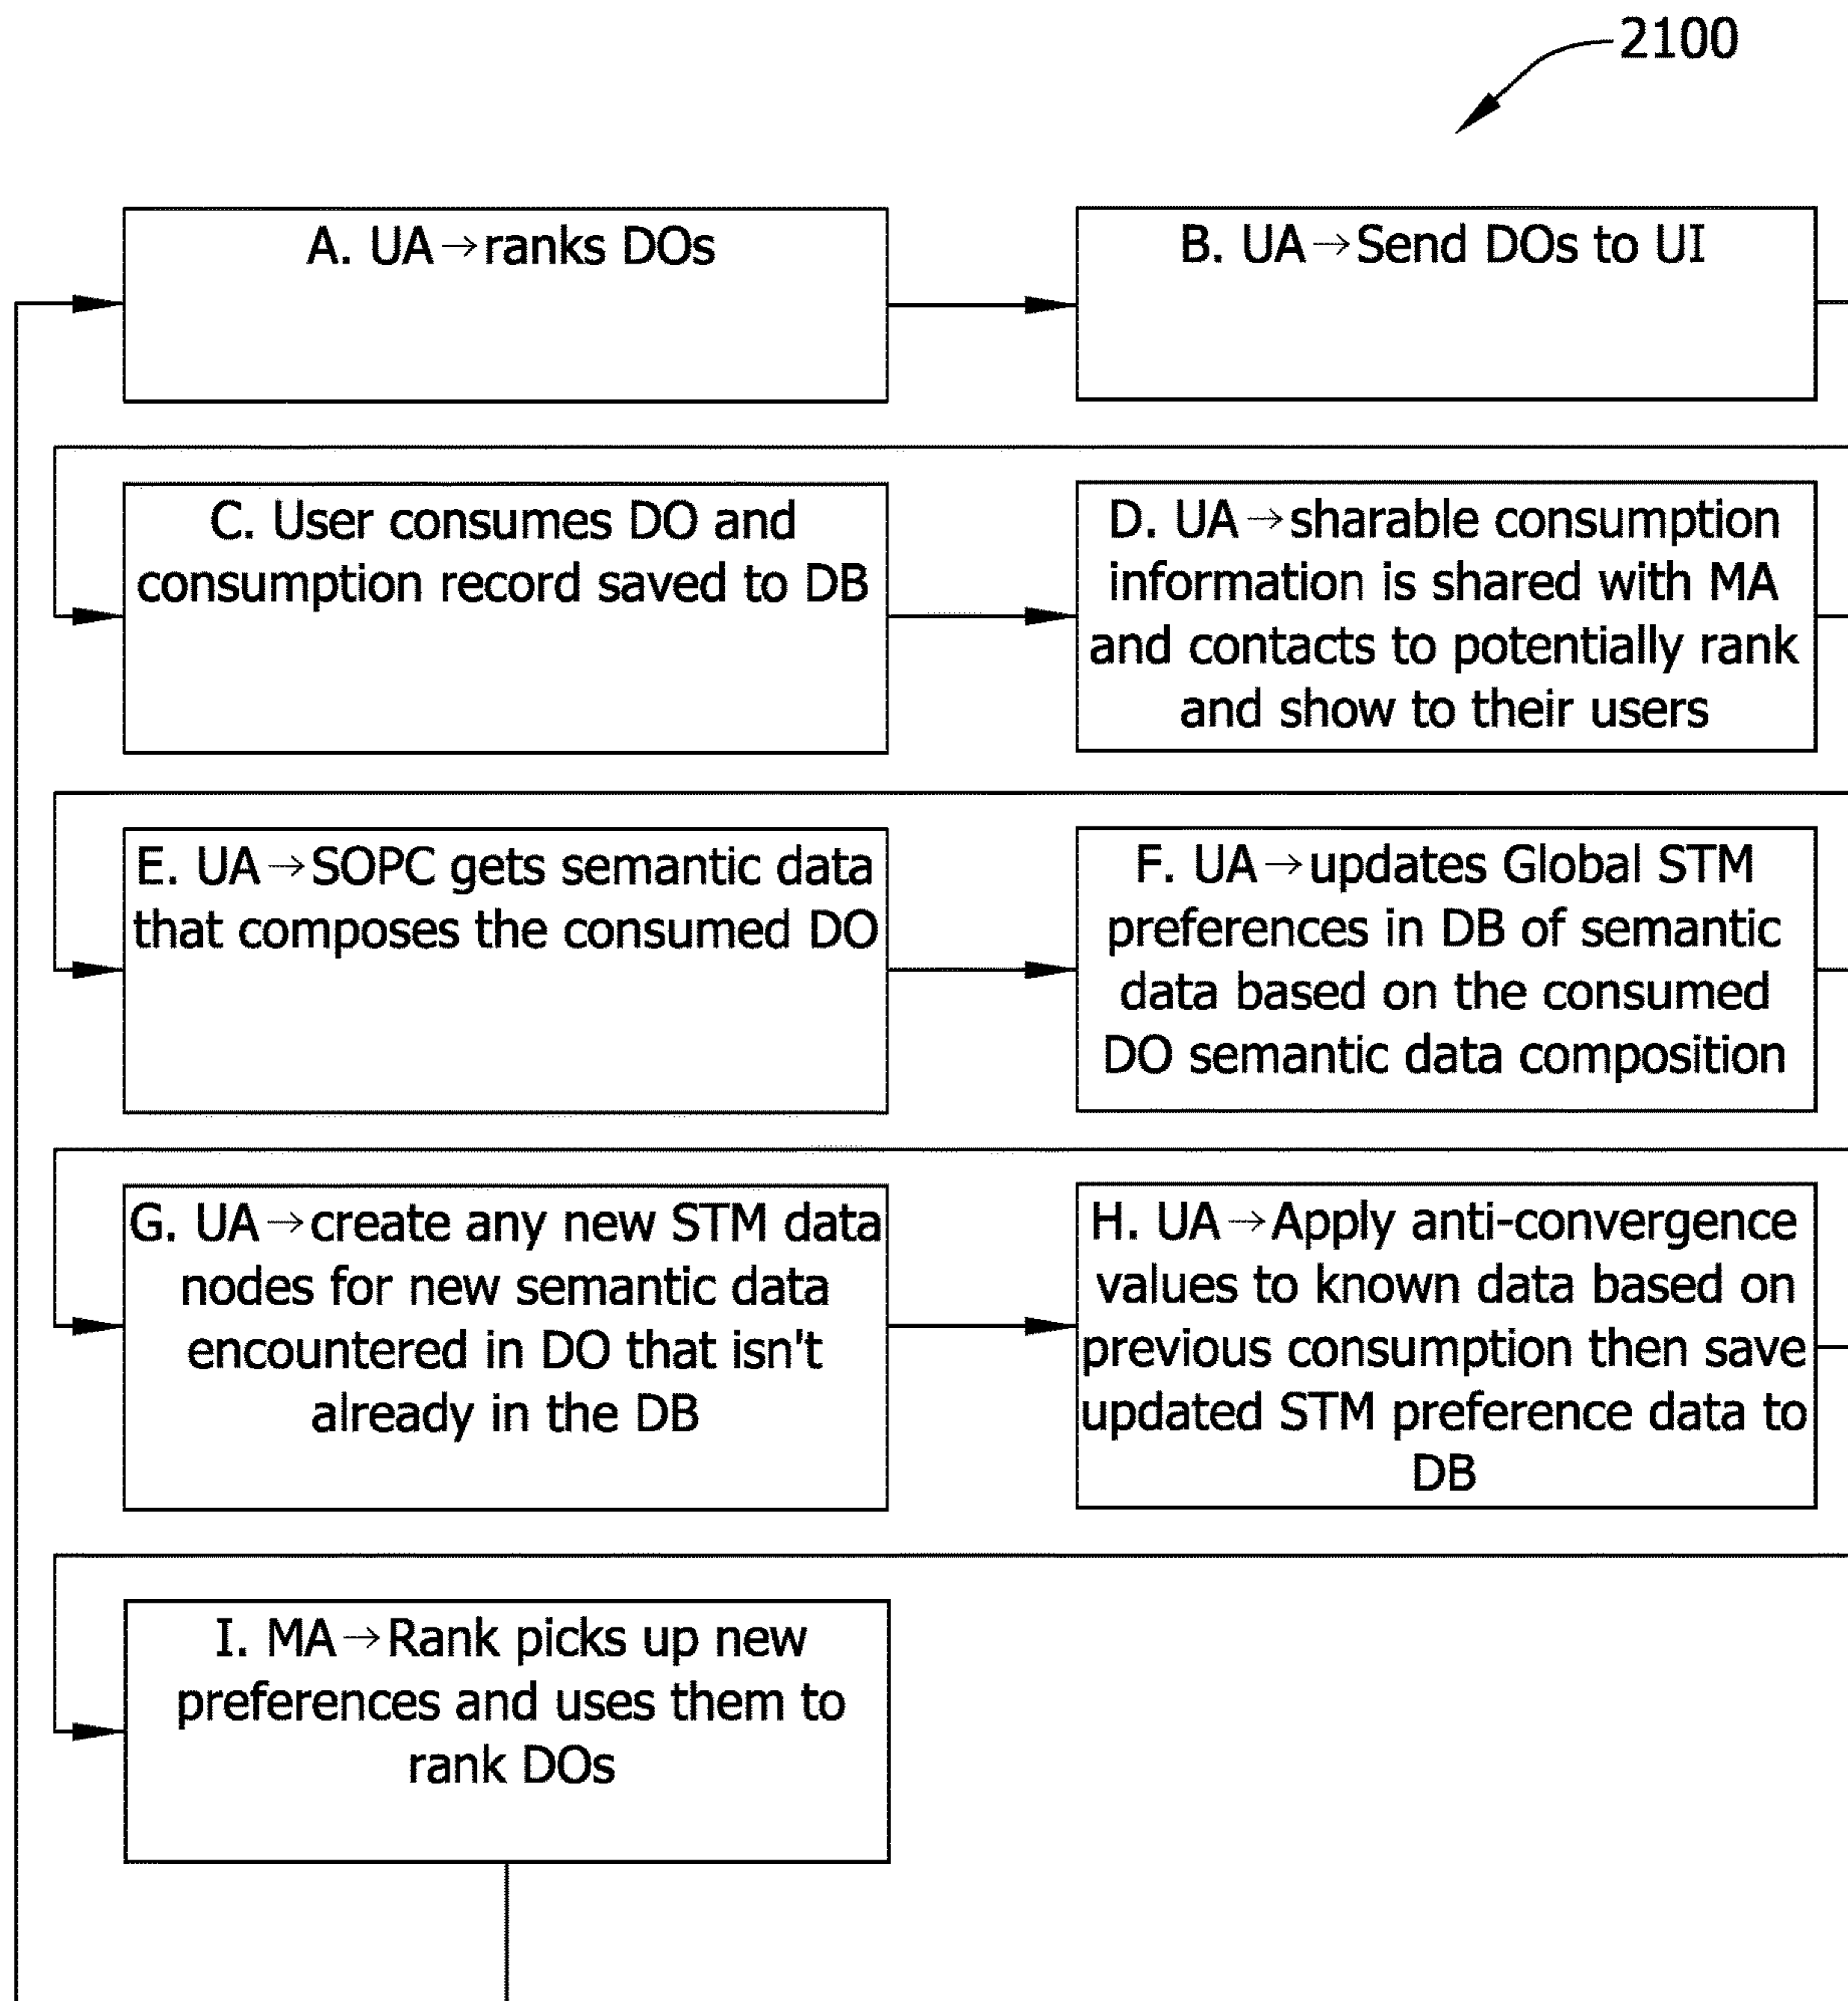 2100
A. UA→ranks DOs
B. UA→Send DOs to UI
C. User consumes DO and
consumption record saved to DB
D. UA→sharable consumption
information is shared with MA
and contacts to potentially rank
and show to their users
E. UA→SOPC gets semantic data
that composes the consumed DO
F. UA→updates Global STM
preferences in DB of semantic
data based on the consumed
DO semantic data composition
G. UA→create any new STM data
nodes for new semantic data
encountered in DO that isn't
already in the DB
H. UA→Apply anti-convergence
values to known data based on
previous consumption then save
updated STM preference data to
DB
I. MA→Rank picks up new
preferences and uses them to
rank DOs